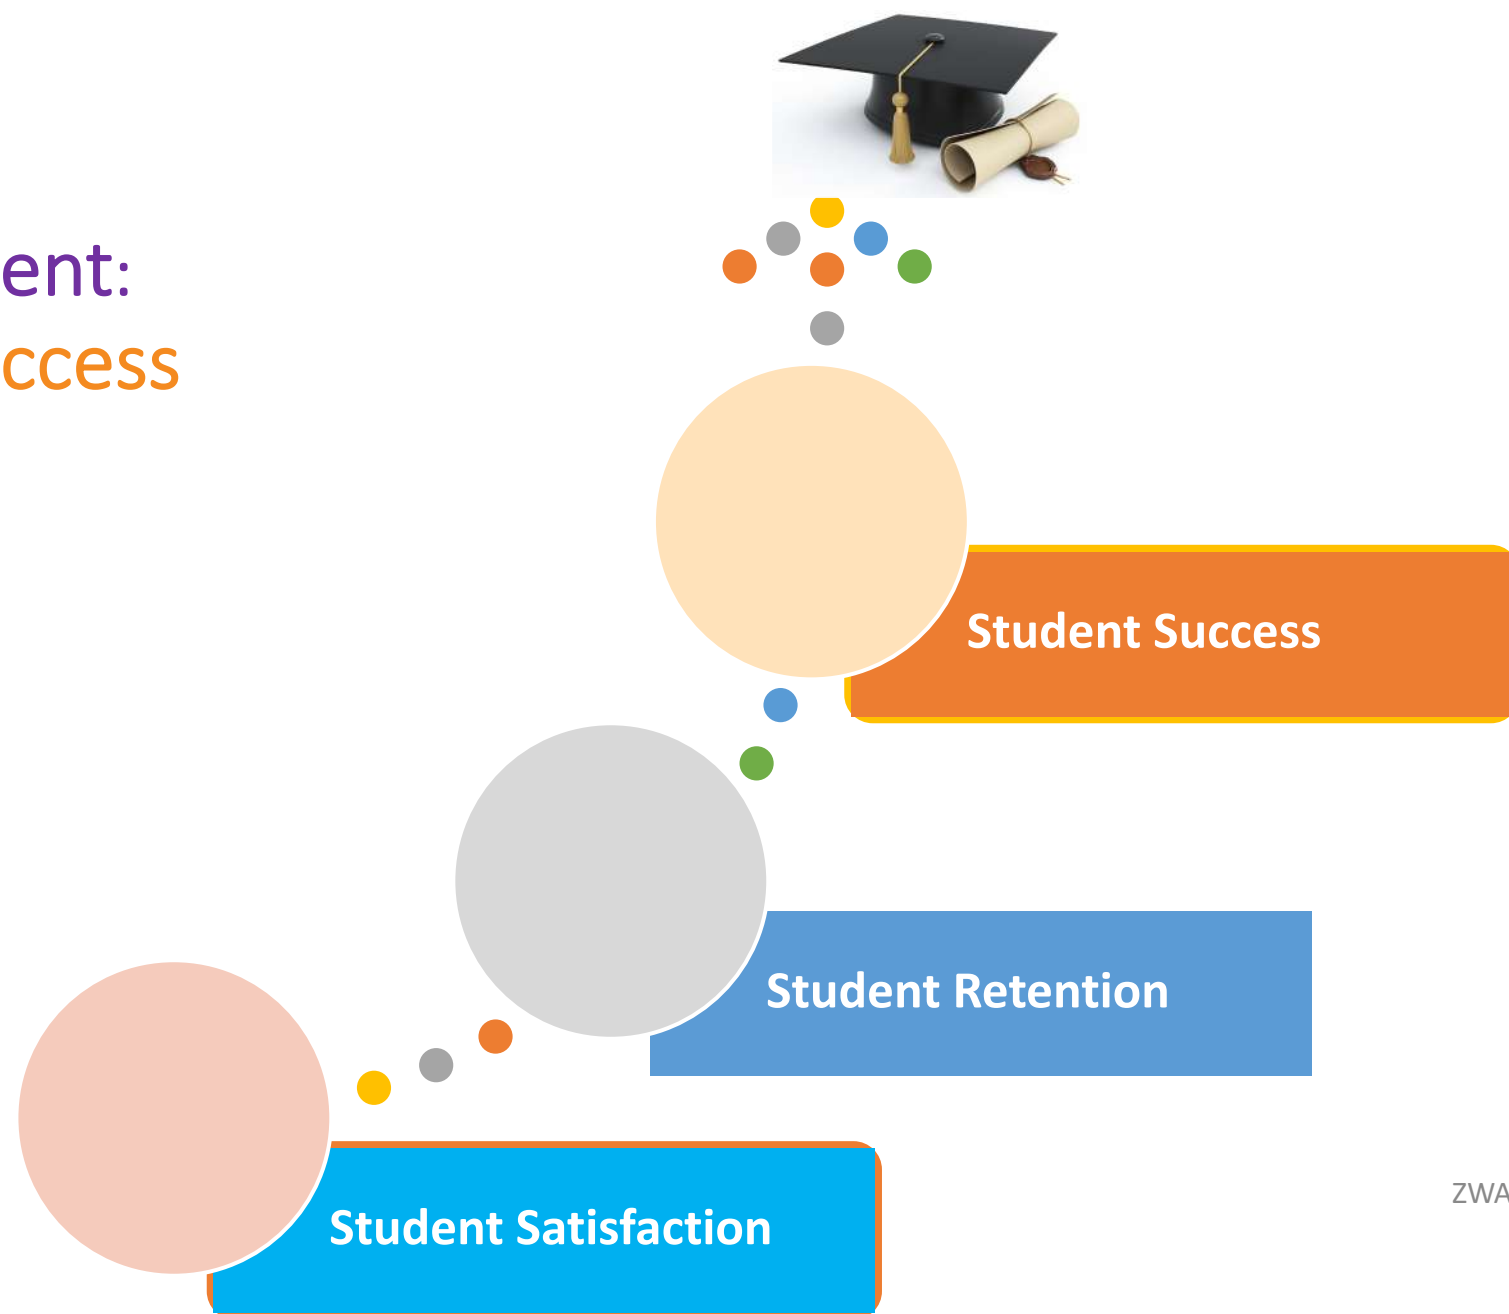 ent:
ccess
Student Success
Student Retention
ZWA
Student Satisfaction